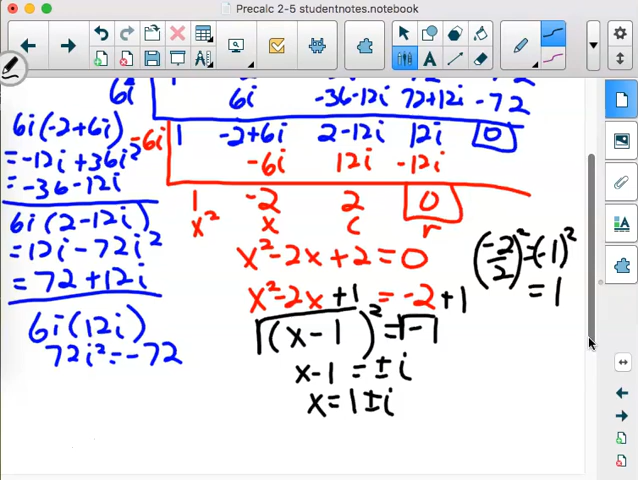 Precalc 2-5 studentnotes.notebook
6i 6i -36-12i 72+12i -72
6i(-2+6i)
=-12i+36i²
=-36-12i
-6i 1 -2+6i 2-12i 12i 0
-6i 12i -12i
1 -2 2 0
x² x c r
6i(2-12i)
=12i-72i²
=72+12i
6i(12i)
72i²=-72
x²-2x+2=0
x²-2x+1=-2+1
√(x-1)²=√-1
x-1=±i
x=1±i
(-2/2)²=(-1)²
=1